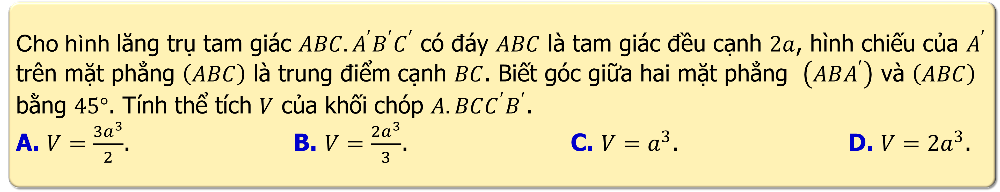 Cho hình lăng trụ tam giác ABC.A′B′C′ có đáy ABC là tam giác đều cạnh 2a, hình chiếu của A′
trên mặt phẳng (ABC) là trung điểm cạnh BC. Biết góc giữa hai mặt phẳng (ABA′) và (ABC)
bằng 45°. Tính thể tích V của khối chóp A.BCC′B′.
A. V = \frac{3a^3}{2}. B. V = \frac{2a^3}{3}. C. V = a^3. D. V = 2a^3.